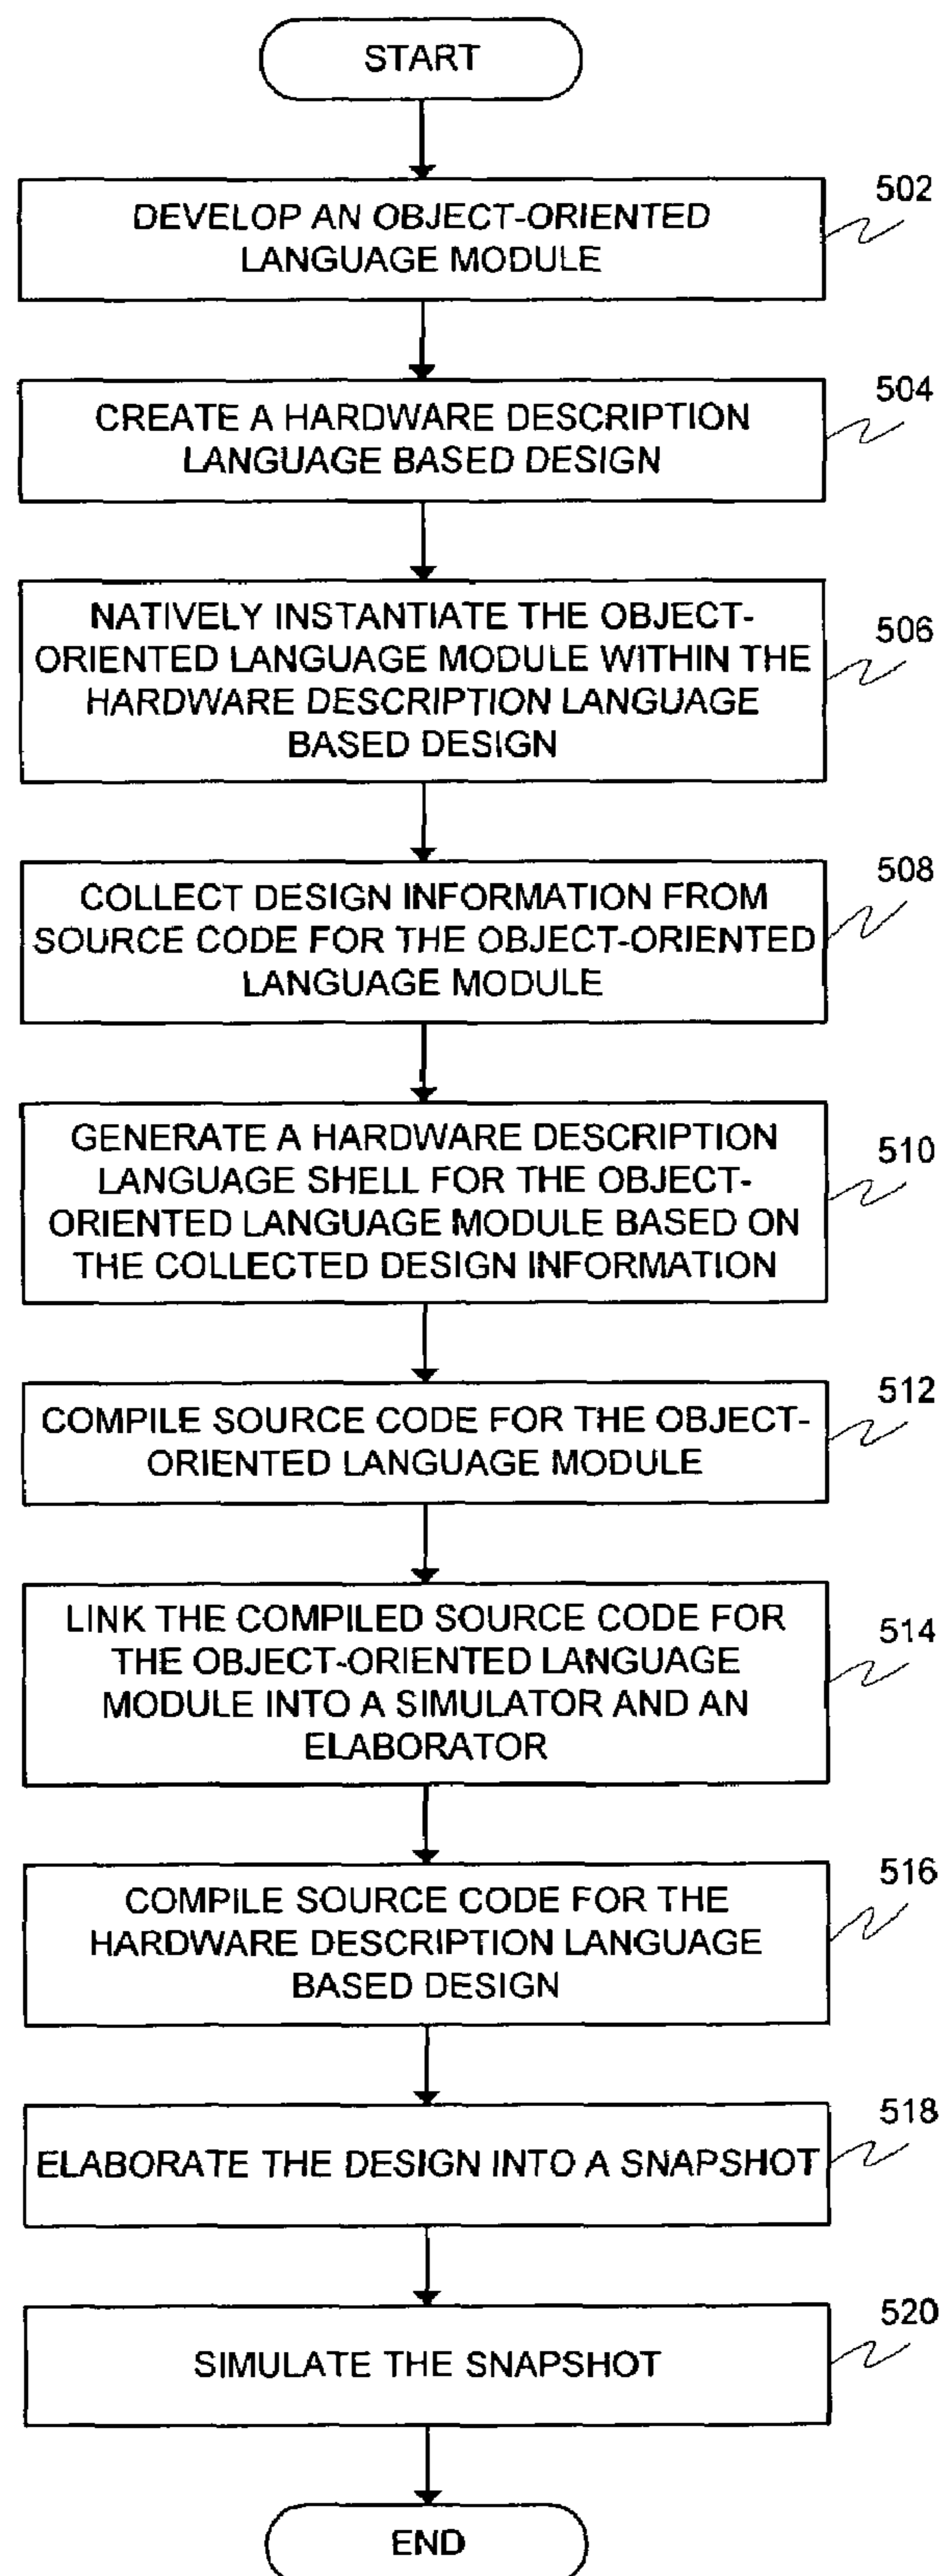 START
502
DEVELOP AN OBJECT-ORIENTED
LANGUAGE MODULE
504
CREATE A HARDWARE DESCRIPTION
LANGUAGE BASED DESIGN
506
NATIVELY INSTANTIATE THE OBJECT-
ORIENTED LANGUAGE MODULE WITHIN THE
HARDWARE DESCRIPTION LANGUAGE
BASED DESIGN
508
COLLECT DESIGN INFORMATION FROM
SOURCE CODE FOR THE OBJECT-ORIENTED
LANGUAGE MODULE
510
GENERATE A HARDWARE DESCRIPTION
LANGUAGE SHELL FOR THE OBJECT-
ORIENTED LANGUAGE MODULE BASED ON
THE COLLECTED DESIGN INFORMATION
512
COMPILE SOURCE CODE FOR THE OBJECT-
ORIENTED LANGUAGE MODULE
514
LINK THE COMPILED SOURCE CODE FOR
THE OBJECT-ORIENTED LANGUAGE
MODULE INTO A SIMULATOR AND AN
ELABORATOR
516
COMPILE SOURCE CODE FOR THE
HARDWARE DESCRIPTION LANGUAGE
BASED DESIGN
518
ELABORATE THE DESIGN INTO A SNAPSHOT
520
SIMULATE THE SNAPSHOT
END